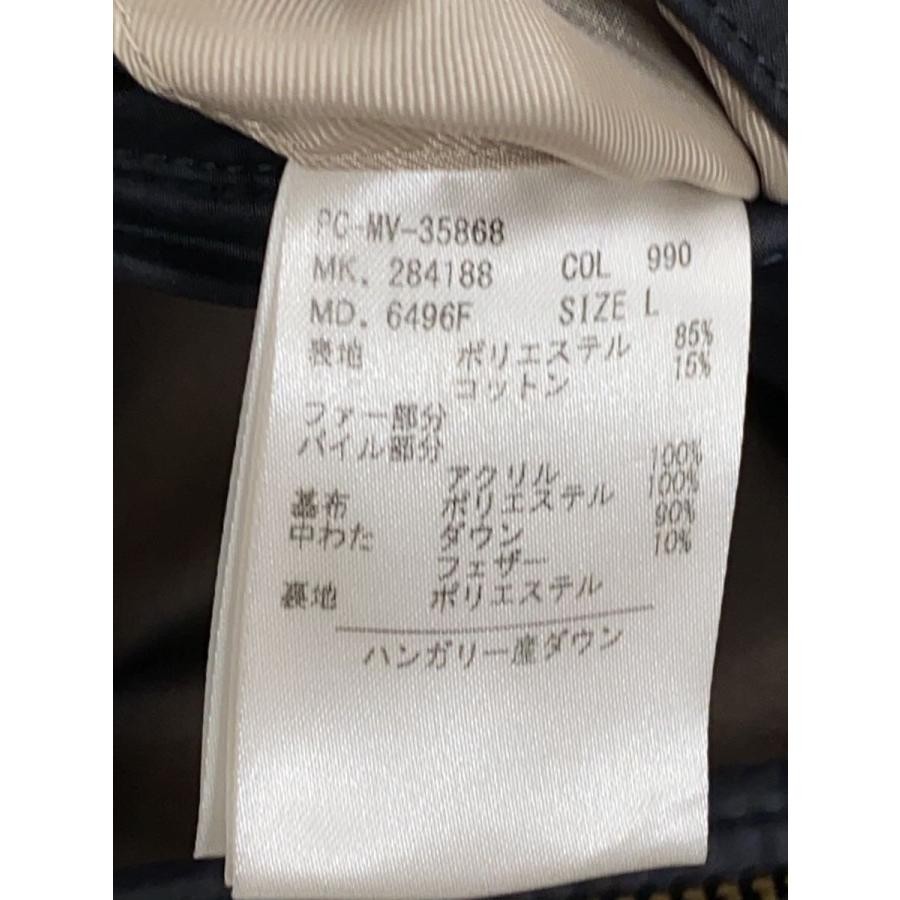 PC-MV-35868
MK. 284188 COL 990
MD. 6496F SIZE L
表地 ポリエステル 85%
コットン 15%
ファー部分
パイル部分
アクリル 100%
基布 ポリエステル 100%
中わた ダウン 90%
フェザー 10%
裏地 ポリエステル
ハンガリー産ダウン